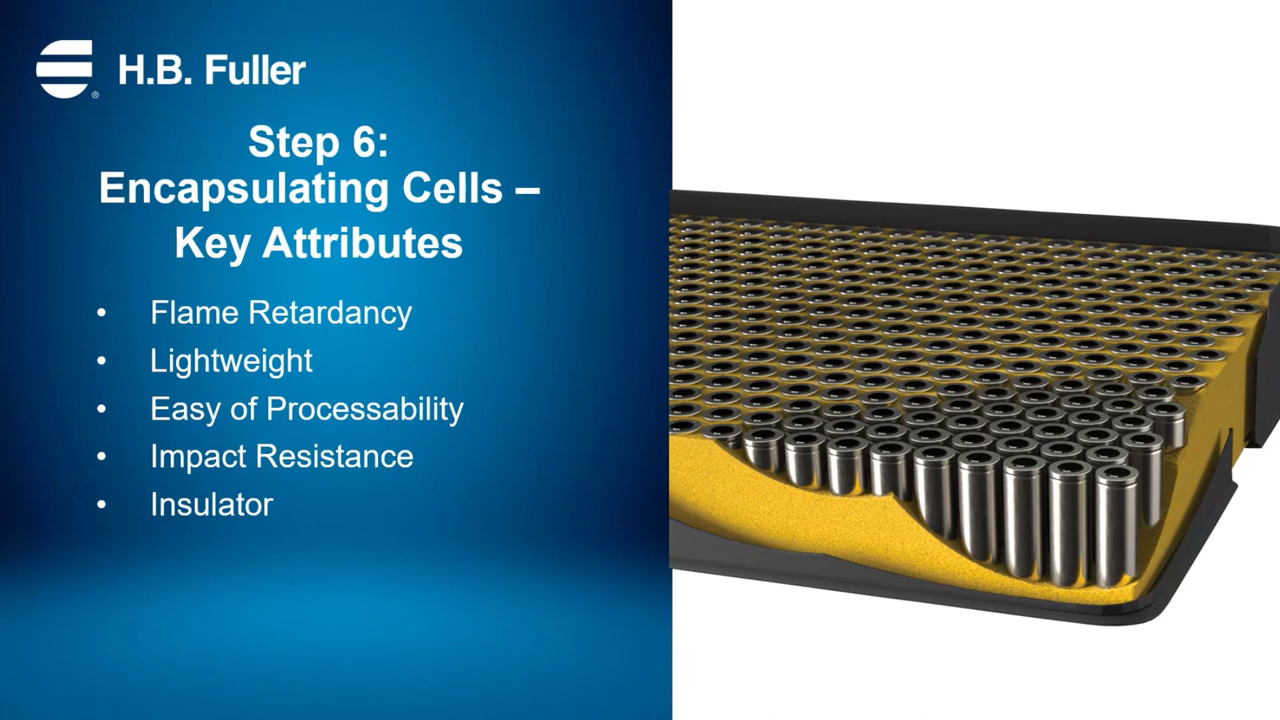 H.B. Fuller
®
Step 6:
Encapsulating Cells –
Key Attributes
• Flame Retardancy
• Lightweight
• Easy of Processability
• Impact Resistance
• Insulator